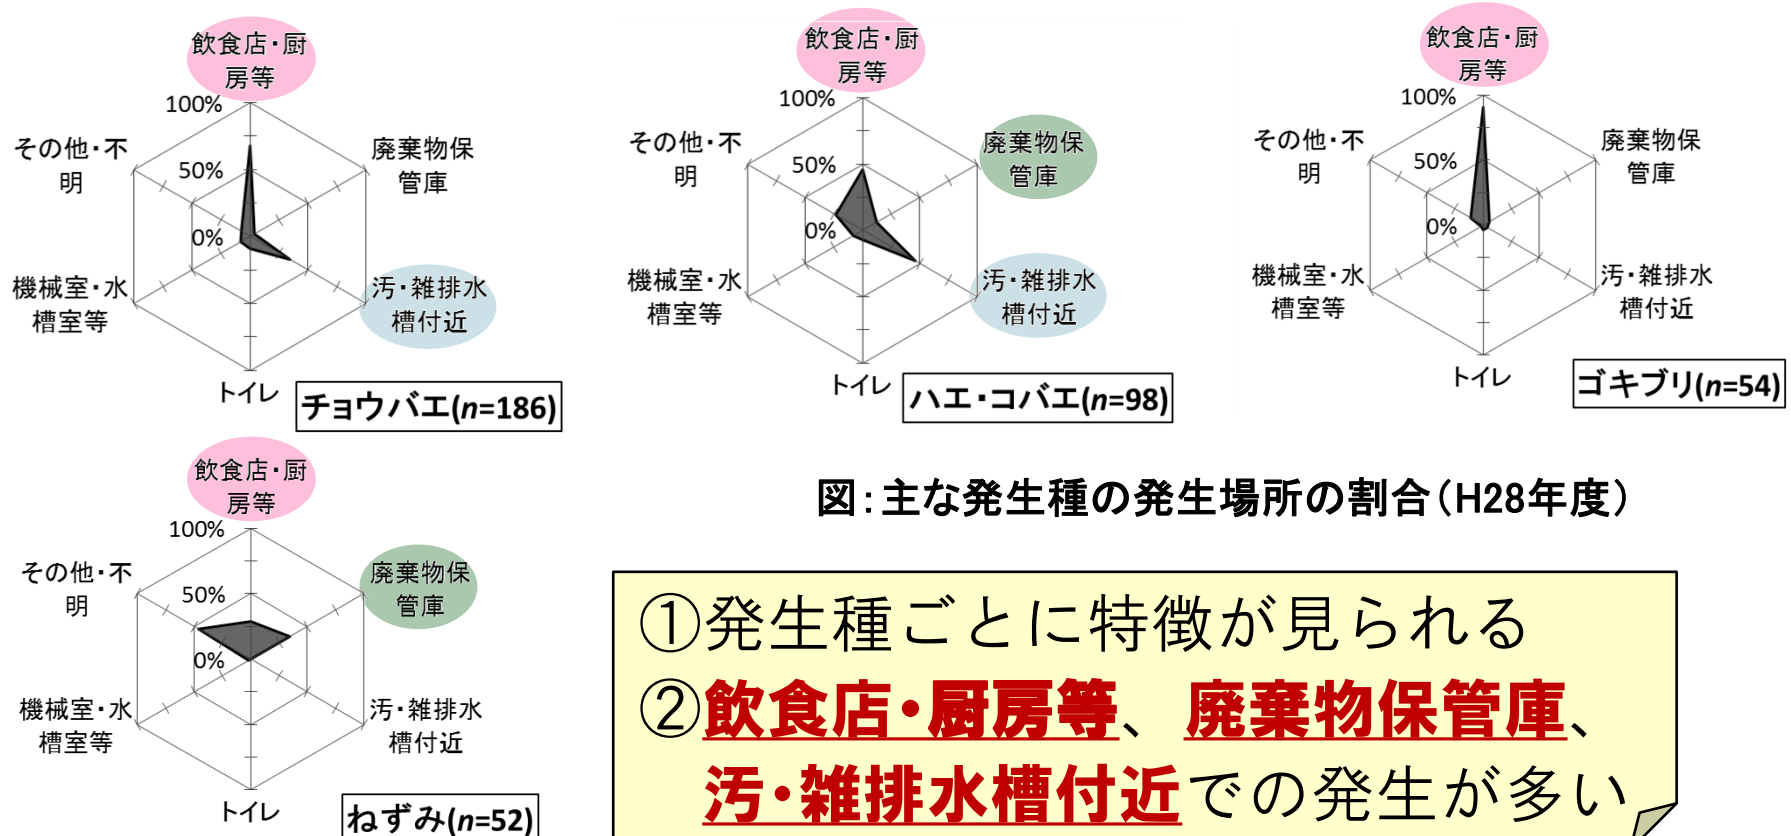 飲食店・厨
房等
100%
50%
0%
その他・不
明
廃棄物保
管庫
機械室・水
槽室等
汚・雑排水
槽付近
トイレ
チョウバエ(n=186)
飲食店・厨
房等
100%
50%
0%
その他・不
明
廃棄物保
管庫
機械室・水
槽室等
汚・雑排水
槽付近
トイレ
ハエ・コバエ(n=98)
飲食店・厨
房等
100%
50%
0%
その他・不
明
廃棄物保
管庫
機械室・水
槽室等
汚・雑排水
槽付近
トイレ
ゴキブリ(n=54)
飲食店・厨
房等
100%
50%
0%
その他・不
明
廃棄物保
管庫
機械室・水
槽室等
汚・雑排水
槽付近
トイレ
ねずみ(n=52)
図:主な発生種の発生場所の割合(H28年度)
①発生種ごとに特徴が見られる
②飲食店・厨房等、廃棄物保管庫、
汚・雑排水槽付近での発生が多い